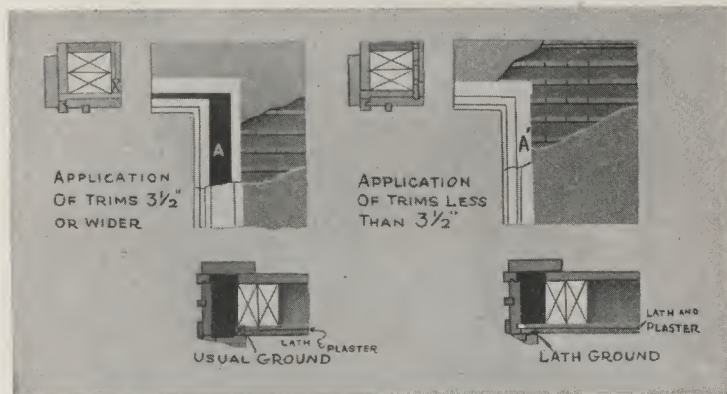 A
APPLICATION
OF TRIMS 3½"
OR WIDER
A'
APPLICATION
OF TRIMS LESS
THAN 3½"
LATH &
PLASTER
USUAL GROUND
LATH AND
PLASTER
LATH GROUND